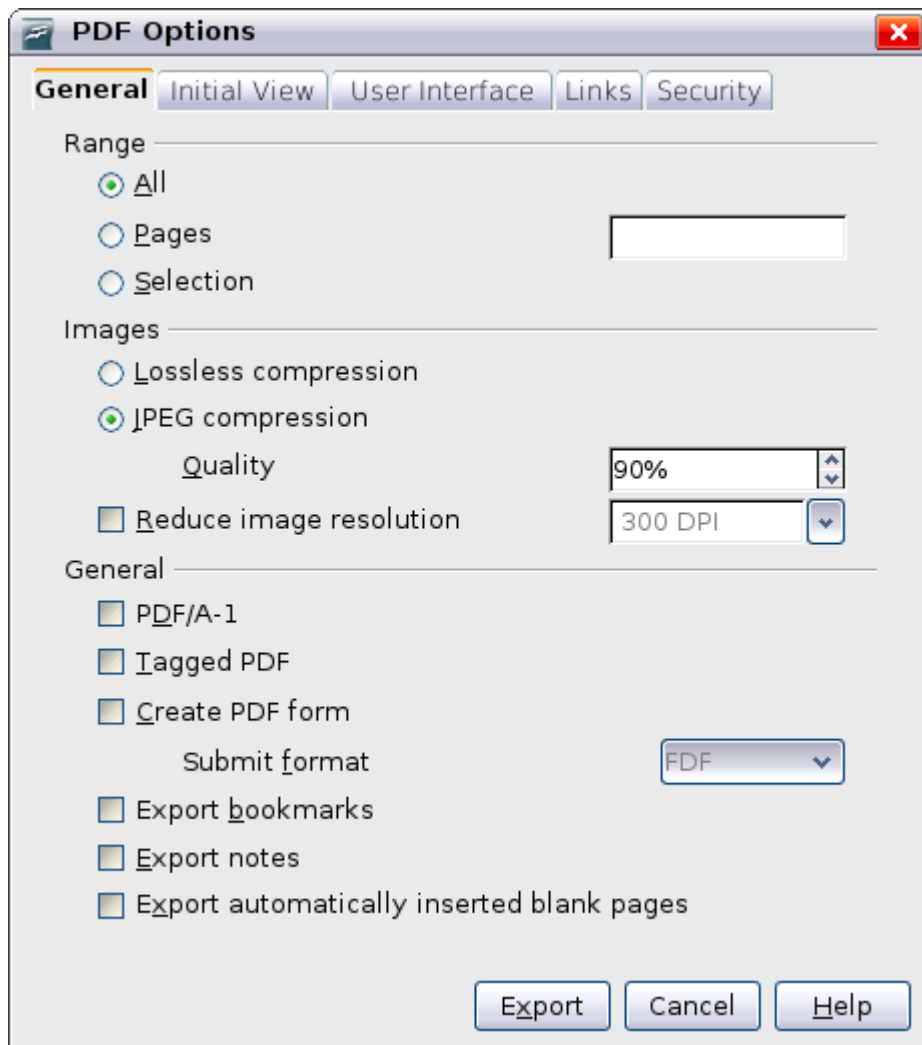 PDF Options
General Initial View User Interface Links Security
Range
All
Pages
Selection
Images
Lossless compression
JPEG compression
Quality 90%
Reduce image resolution 300 DPI
General
PDF/A-1
Tagged PDF
Create PDF form
Submit format FDF
Export bookmarks
Export notes
Export automatically inserted blank pages
Export Cancel Help